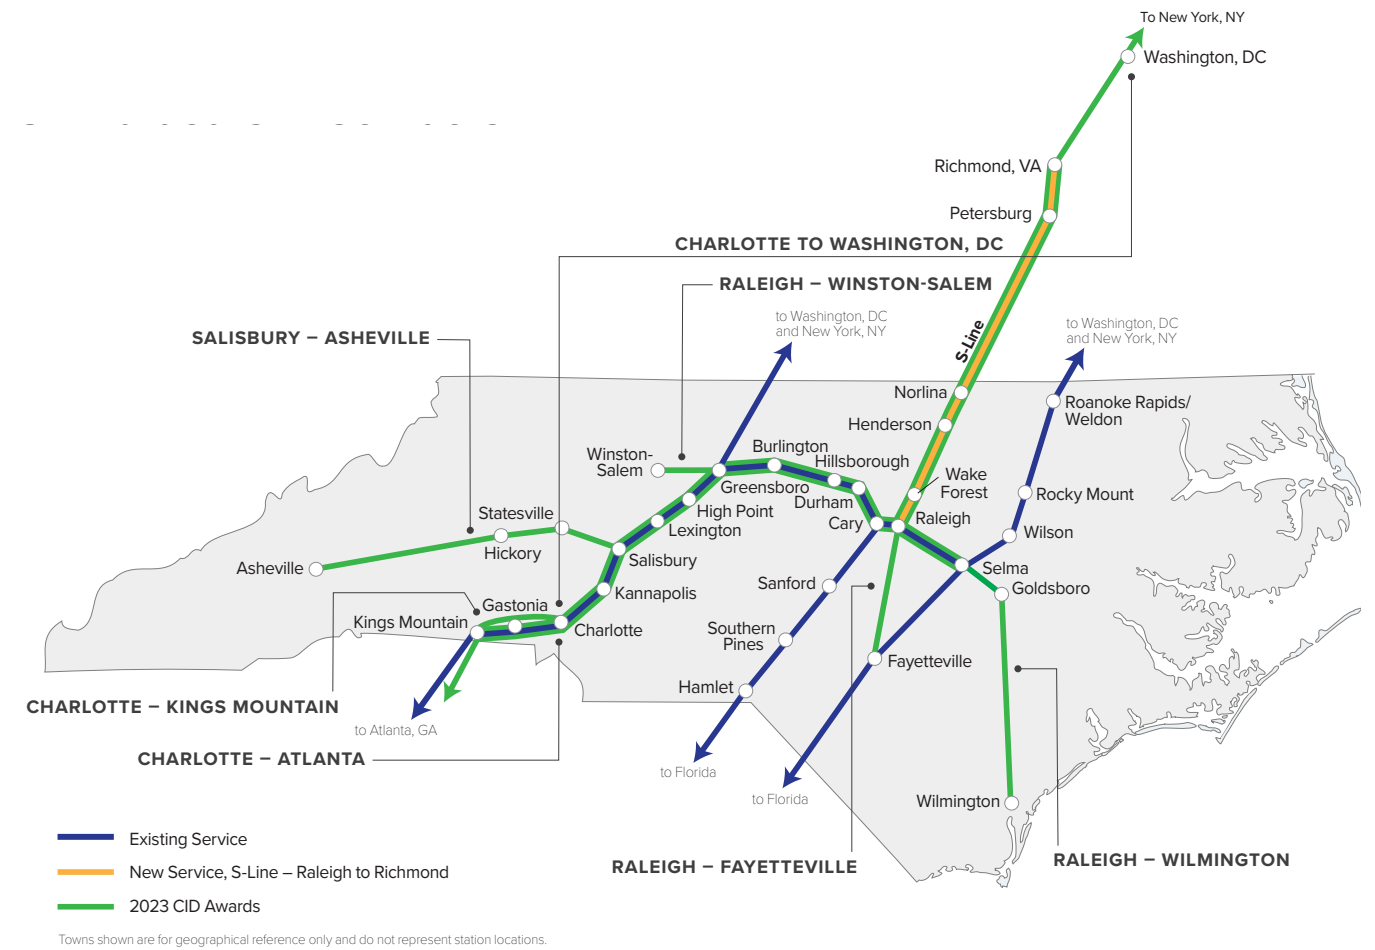 To New York, NY
Washington, DC
Richmond, VA
Petersburg
CHARLOTTE TO WASHINGTON, DC
RALEIGH – WINSTON-SALEM
to Washington, DC
and New York, NY
to Washington, DC
and New York, NY
SALISBURY – ASHEVILLE
S-Line
Norlina
Roanoke Rapids/
Weldon
Henderson
Burlington
Winston-
Salem
Hillsborough
Greensboro
Wake
Forest
Durham
Rocky Mount
High Point
Statesville
Cary
Raleigh
Lexington
Wilson
Hickory
Salisbury
Asheville
Selma
Sanford
Goldsboro
Kannapolis
Gastonia
Kings Mountain
Charlotte
Southern
Pines
Fayetteville
Hamlet
CHARLOTTE – KINGS MOUNTAIN
to Atlanta, GA
CHARLOTTE – ATLANTA
to Florida
to Florida
Wilmington
Existing Service
RALEIGH – FAYETTEVILLE
RALEIGH – WILMINGTON
New Service, S-Line – Raleigh to Richmond
2023 CID Awards
Towns shown are for geographical reference only and do not represent station locations.